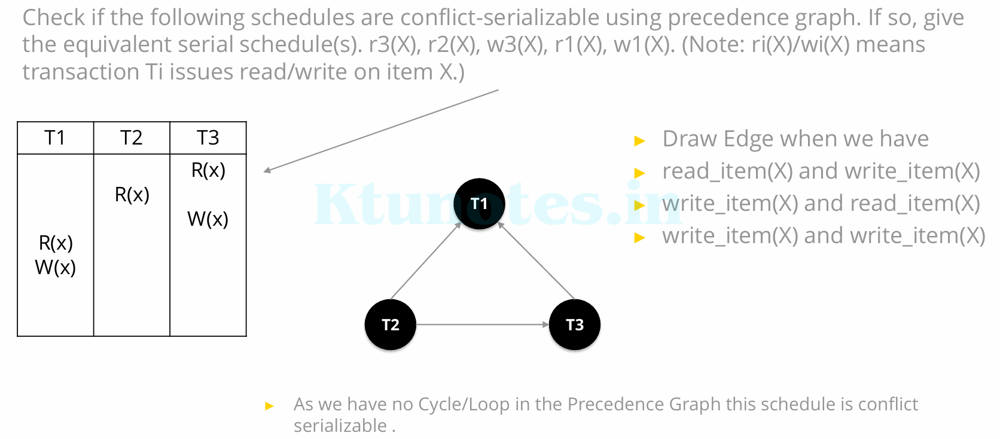 Check if the following schedules are conflict-serializable using precedence graph. If so, give
the equivalent serial schedule(s). r3(X), r2(X), w3(X), r1(X), w1(X). (Note: ri(X)/wi(X) means
transaction Ti issues read/write on item X.)
T1 T2 T3
R(x)
R(x)
W(x)
R(x)
W(x)
Ktunotes.in
T1
T2
T3
► Draw Edge when we have
► read_item(X) and write_item(X)
► write_item(X) and read_item(X)
► write_item(X) and write_item(X)
► As we have no Cycle/Loop in the Precedence Graph this schedule is conflict
serializable .